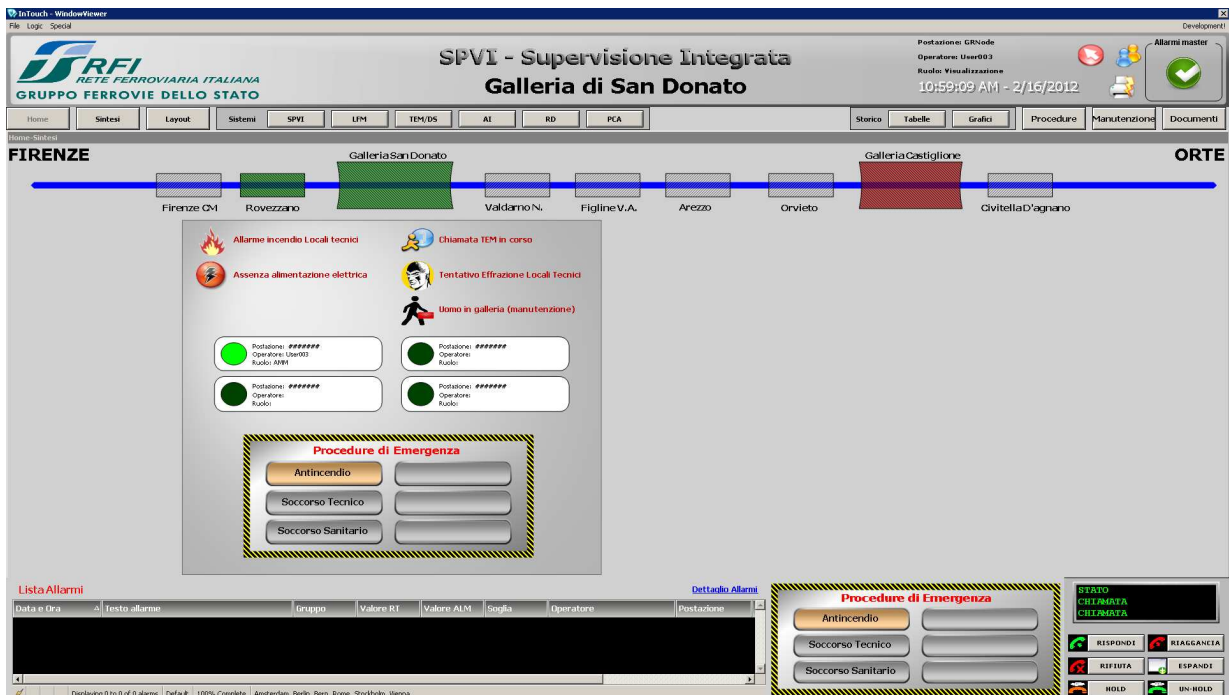 InTouch - WindowViewer
File Logic Special
Development!
RFI
RETE FERROVIARIA ITALIANA
GRUPPO FERROVIE DELLO STATO
SPVI - Supervisione Integrata
Galleria di San Donato
Postazione: GRNode
Operatore: User003
Ruolo: Visualizzazione
10:59:09 AM - 2/16/2012
Allarmi master
Home Sintesi Layout Sistemi SPVI LFM TEM/DS AI RD PCA Storico Tabelle Grafici Procedure Manutenzione Documenti
Home-Sintesi
FIRENZE
Galleria San Donato
Galleria Castiglione
ORTE
Firenze CM Rovezzano Valdarno N. Figline V.A. Arezzo Orvieto Civitella D'agnano
Allarme incendio Locali tecnici
Chiamata TEM in corso
Assenza alimentazione elettrica
Tentativo Effrazione Locali Tecnici
Uomo in galleria (manutenzione)
Postazione: #######
Operatore: User003
Ruolo: AMM
Postazione: #######
Operatore:
Ruolo:
Postazione: #######
Operatore:
Ruolo:
Postazione: #######
Operatore:
Ruolo:
Procedure di Emergenza
Antincendio
Soccorso Tecnico
Soccorso Sanitario
Lista Allarmi
Dettaglio Allarmi
Data e Ora Testo allarme Gruppo Valore RT Valore ALM Soglia Operatore Postazione
Displaying 0 to 0 of 0 alarms Default 100% Complete Amsterdam, Berlin, Bern, Rome, Stockholm, Vienna
Procedure di Emergenza
Antincendio
Soccorso Tecnico
Soccorso Sanitario
STATO
CHIAMATA
CHIAMATA
RISPONDI RIAGGANCIA
RIFIUTA ESPANDI
HOLD UN-HOLD